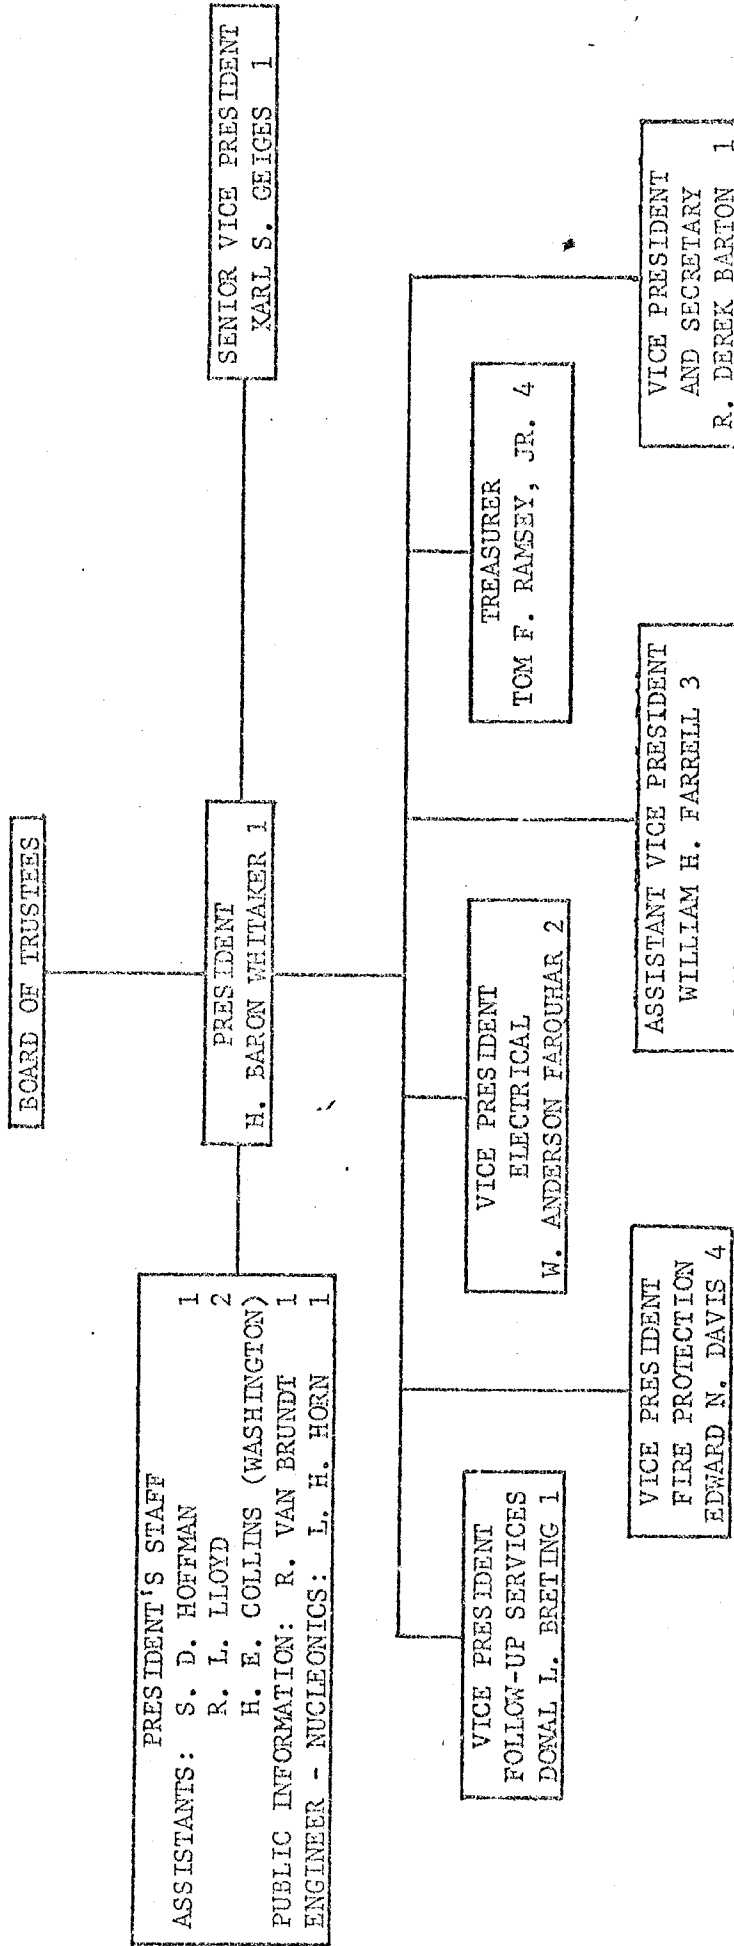 BOARD OF TRUSTEES
PRESIDENT'S STAFF
ASSISTANTS: S. D. HOFFMAN 1
R. L. LLOYD 2
H. E. COLLINS (WASHINGTON)
PUBLIC INFORMATION: R. VAN BRUNDT 1
ENGINEER - NUCLEONICS: L. H. HORN 1
PRESIDENT
H. BARON WHITAKER 1
SENIOR VICE PRESIDENT
KARL S. GEIGES 1
VICE PRESIDENT
FOLLOW-UP SERVICES
DONAL L. BRETING 1
VICE PRESIDENT
ELECTRICAL
W. ANDERSON FARQUHAR 2
TREASURER
TOM F. RAMSEY, JR. 4
VICE PRESIDENT
FIRE PROTECTION
EDWARD N. DAVIS 4
ASSISTANT VICE PRESIDENT
WILLIAM H. FARRELL 3
VICE PRESIDENT
AND SECRETARY
R. DEREK BARTON 1